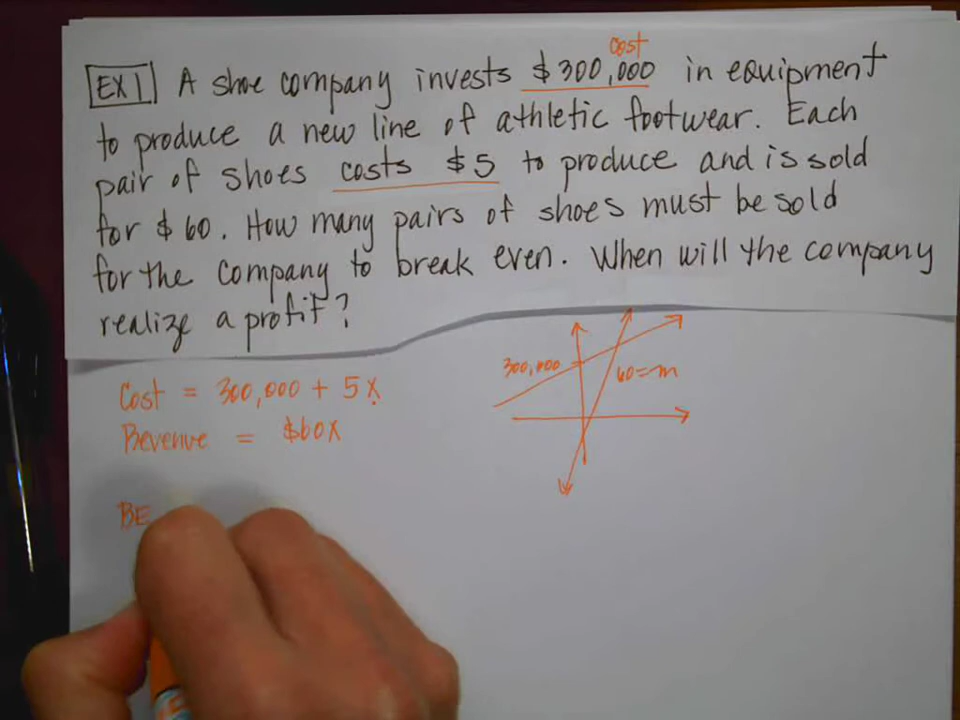 cost
EX 1 A shoe company invests $300,000 in equipment
to produce a new line of athletic footwear. Each
pair of shoes costs $5 to produce and is sold
for $60. How many pairs of shoes must be sold
for the company to break even. When will the company
realize a profit?
300,000
60=m
Cost = 300,000 + 5x
Revenue = $60x
BE